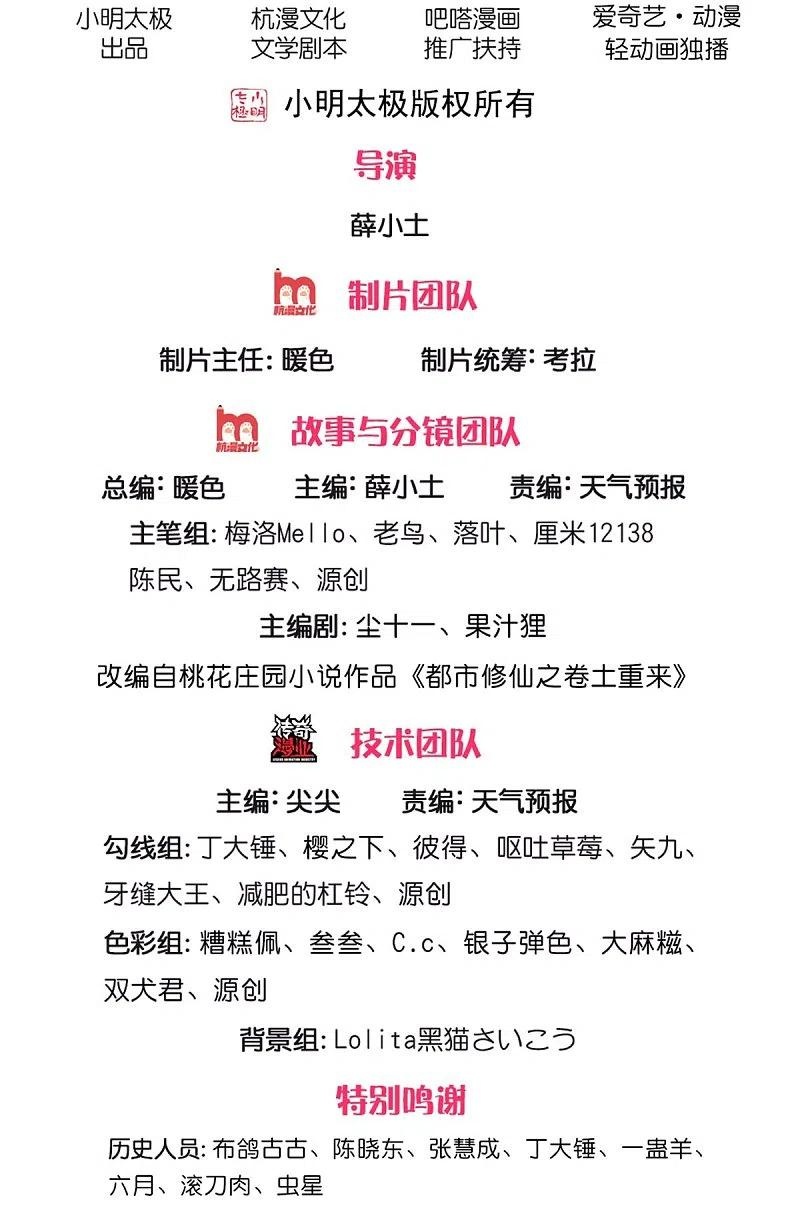 小明太极 杭漫文化 吧嗒漫画 爱奇艺·动漫
出品 文学剧本 推广扶持 轻动画独播
小明太极 小明太极版权所有
导演
薛小土
杭漫文化 制片团队
制片主任: 暖色 制片统筹: 考拉
杭漫文化 故事与分镜团队
总编: 暖色 主编: 薛小土 责编: 天气预报
主笔组: 梅洛Mello、老鸟、落叶、厘米12138
陈民、无路赛、源创
主编剧: 尘十一、果汁狸
改编自桃花庄园小说作品《都市修仙之卷土重来》
传奇漫业 技术团队
主编: 尖尖 责编: 天气预报
勾线组: 丁大锤、樱之下、彼得、呕吐草莓、矢九、
牙缝大王、减肥的杠铃、源创
色彩组: 糟糕佩、叁叁、C.c、银子弹色、大麻糍、
双犬君、源创
背景组: Lolita黑猫さいこう
特别鸣谢
历史人员: 布鸽古古、陈晓东、张慧成、丁大锤、一蛊羊、
六月、滚刀肉、虫星